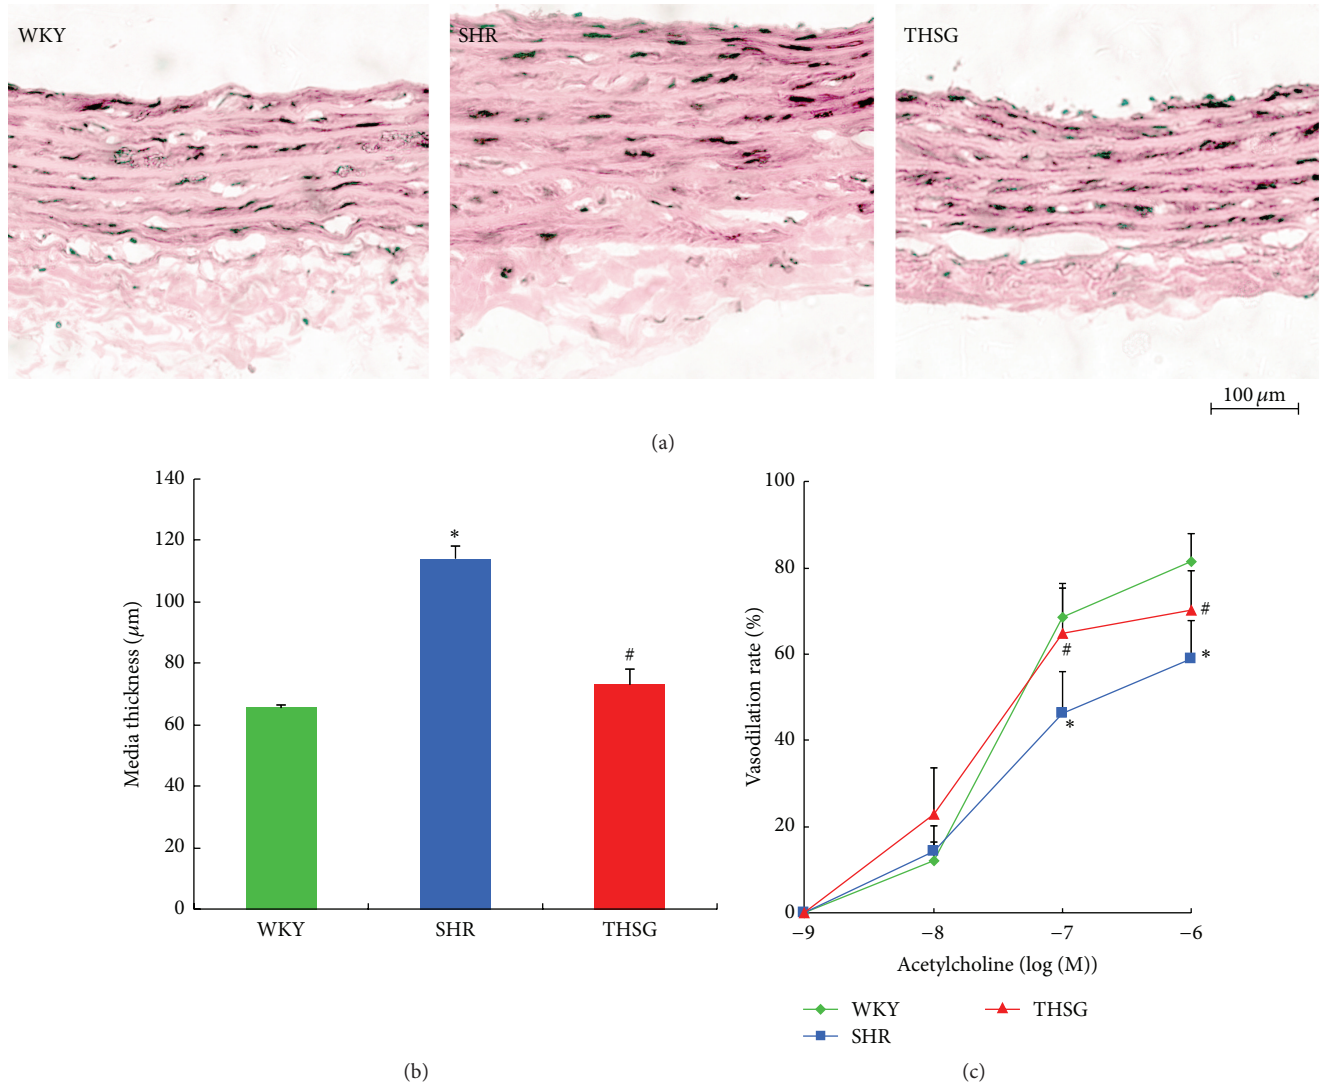 WKY
SHR
THSG
100 μm
(a)
Media thickness (μm)
140
120
100
80
60
40
20
0
*
#
WKY
SHR
THSG
(b)
Vasodilation rate (%)
100
80
60
40
20
0
#
*
#
*
−9
−8
−7
−6
Acetylcholine (log (M))
WKY
THSG
SHR
(c)